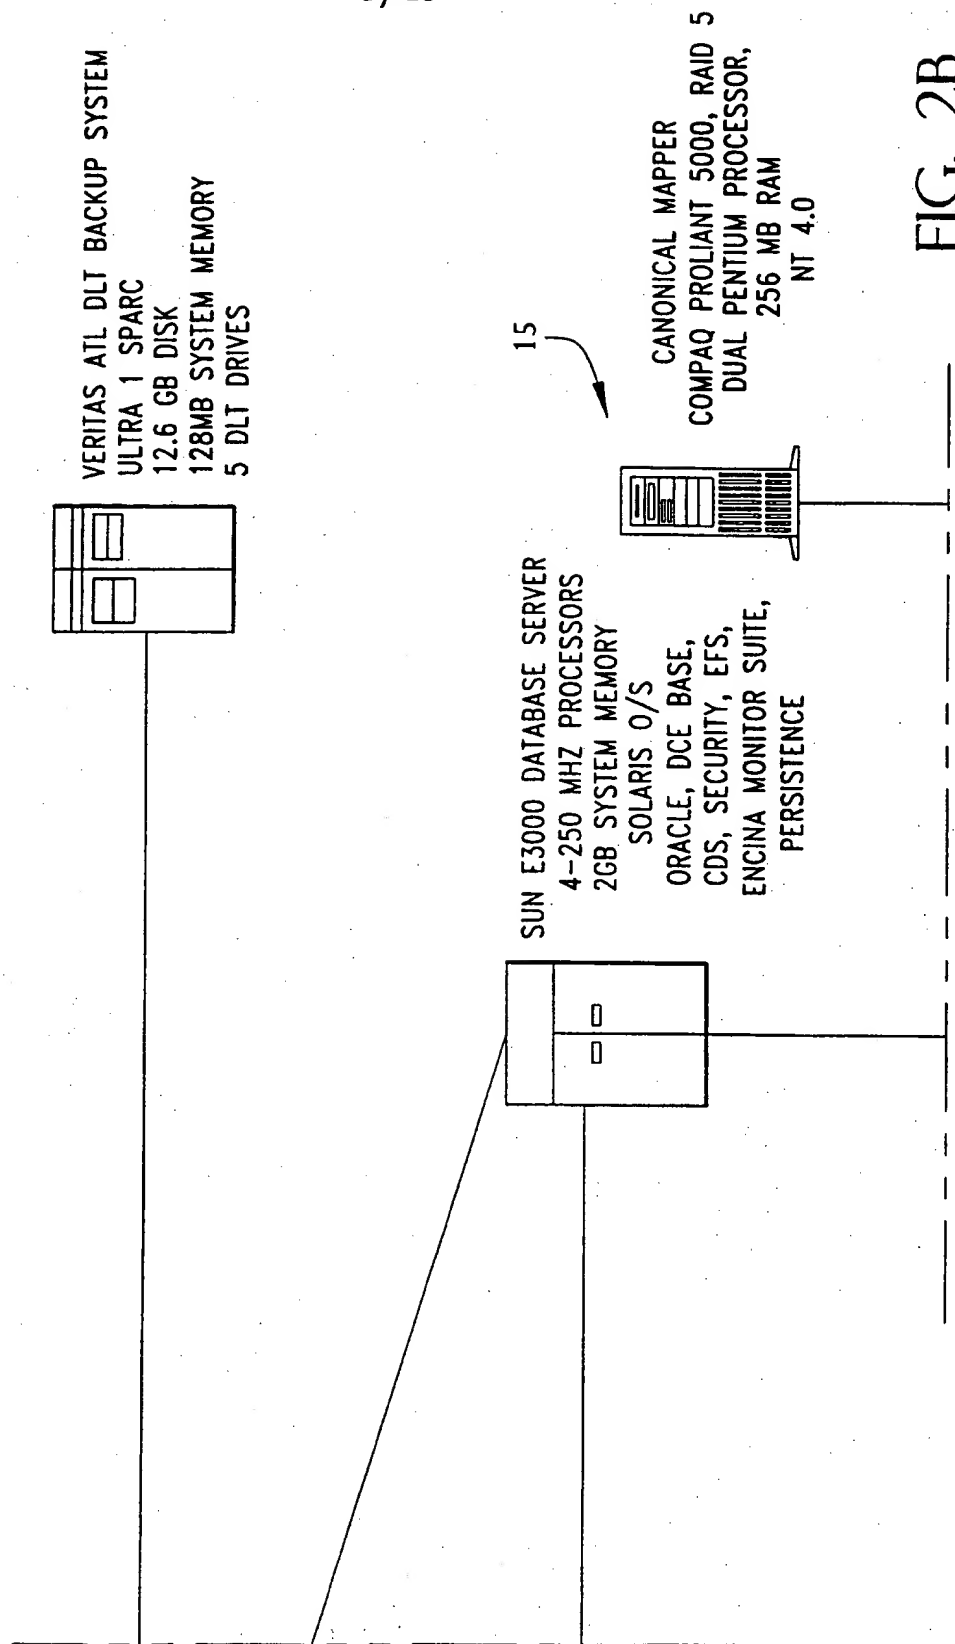 VERITAS ATL DLT BACKUP SYSTEM
ULTRA 1 SPARC
12.6 GB DISK
128MB SYSTEM MEMORY
5 DLT DRIVES
SUN E3000 DATABASE SERVER
4-250 MHZ PROCESSORS
2GB SYSTEM MEMORY
SOLARIS O/S
ORACLE, DCE BASE,
CDS, SECURITY, EFS,
ENCINA MONITOR SUITE,
PERSISTENCE
15
CANONICAL MAPPER
COMPAQ PROLIANT 5000, RAID 5
DUAL PENTIUM PROCESSOR,
256 MB RAM
NT 4.0
FIG. 2B